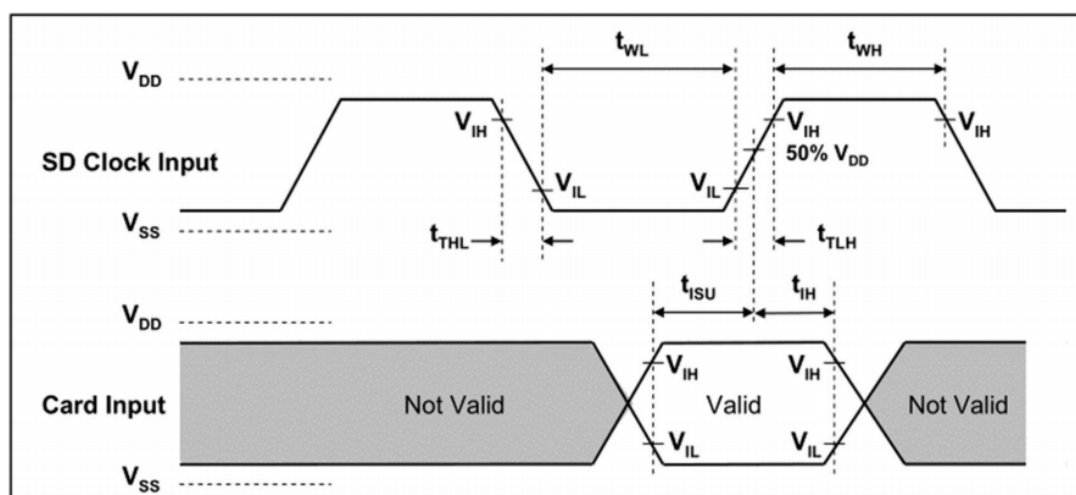 t_WL t_WH
V_DD
V_IH V_IH V_IH
SD Clock Input 50% V_DD
V_IL V_IL
V_SS
t_THL t_TLH
t_ISU t_IH
V_DD
V_IH V_IH
Card Input Not Valid Valid Not Valid
V_IL V_IL
V_SS